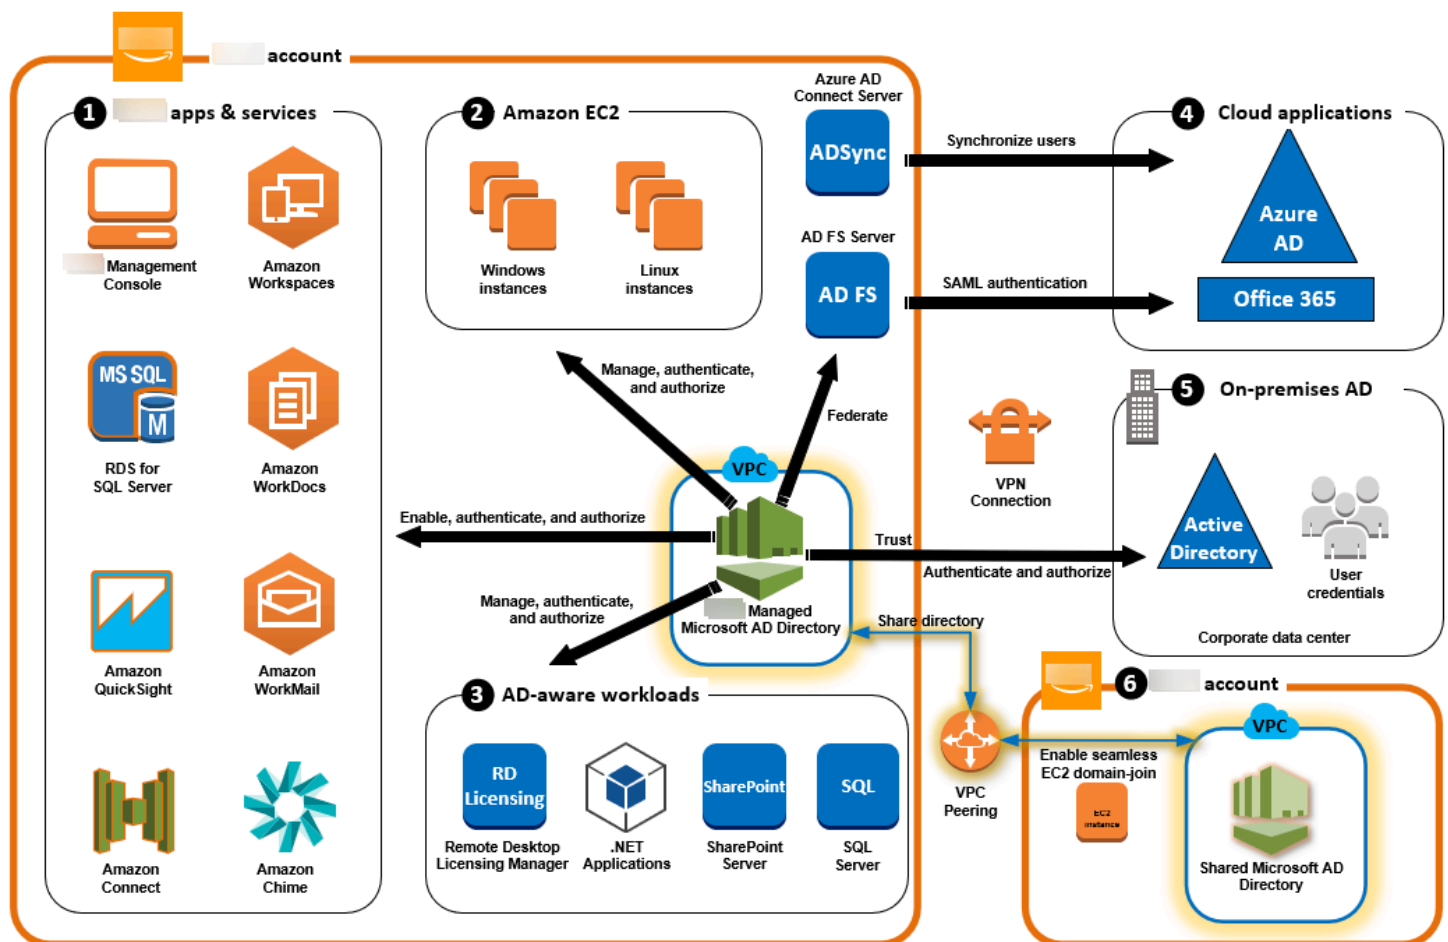 account
1 apps & services
Management
Console
Amazon
Workspaces
MS SQL
M
RDS for
SQL Server
Amazon
WorkDocs
Amazon
QuickSight
Amazon
WorkMail
Amazon
Connect
Amazon
Chime
2 Amazon EC2
Windows
instances
Linux
instances
Azure AD
Connect Server
ADSync
AD FS Server
AD FS
Synchronize users
SAML authentication
4 Cloud applications
Azure
AD
Office 365
Manage, authenticate,
and authorize
Federate
VPC
Enable, authenticate, and authorize
Trust
Authenticate and authorize
Manage, authenticate,
and authorize
Managed
Microsoft AD Directory
VPN
Connection
5 On-premises AD
Active
Directory
User
credentials
Corporate data center
Share directory
3 AD-aware workloads
RD
Licensing
Remote Desktop
Licensing Manager
.NET
Applications
SharePoint
SharePoint
Server
SQL
SQL
Server
VPC
Peering
6 account
VPC
Enable seamless
EC2 domain-join
EC2
Instance
Shared Microsoft AD
Directory